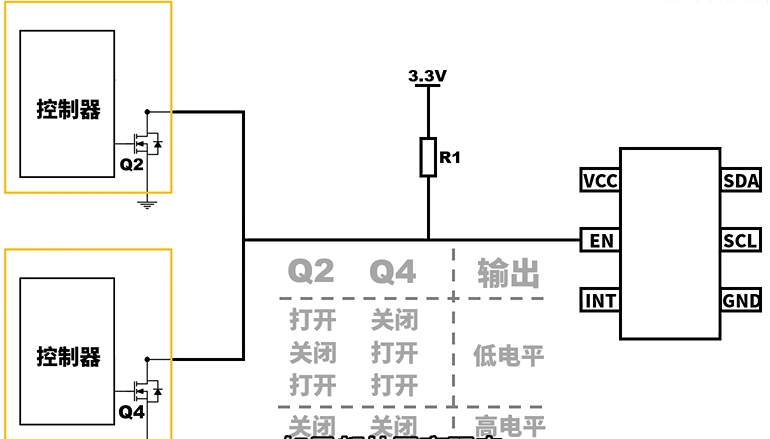 控制器
Q2
3.3V
R1
VCC
SDA
EN
SCL
INT
GND
Q2 Q4 输出
打开 关闭
关闭 打开 低电平
打开 打开
关闭 关闭 高电平
控制器
Q4